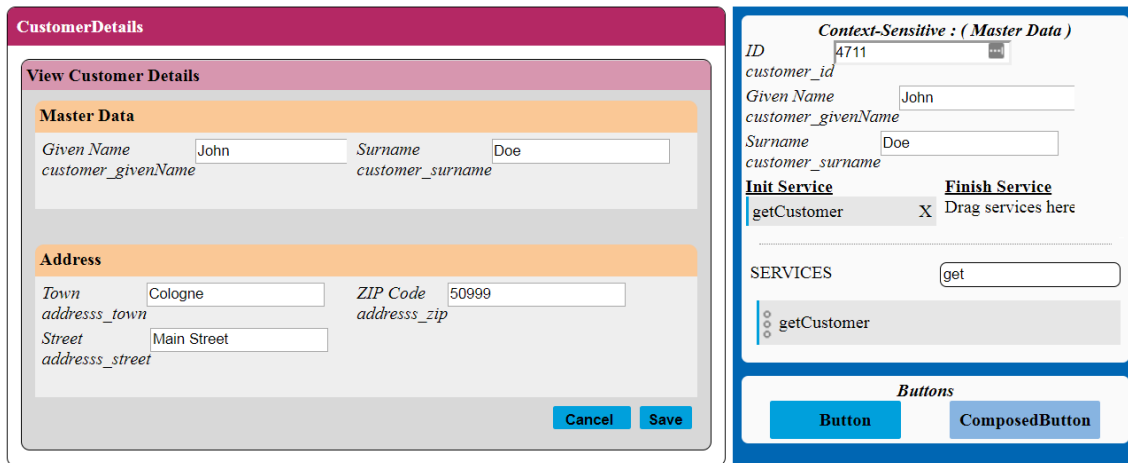 CustomerDetails
View Customer Details
Master Data
Given Name John Surname Doe
customer_givenName customer_surname
Address
Town Cologne ZIP Code 50999
addresss_town addresss_zip
Street Main Street
addresss_street
Cancel Save
Context-Sensitive : ( Master Data )
ID 4711
customer_id
Given Name John
customer_givenName
Surname Doe
customer_surname
Init Service Finish Service
getCustomer X Drag services here
SERVICES get
getCustomer
Buttons
Button ComposedButton